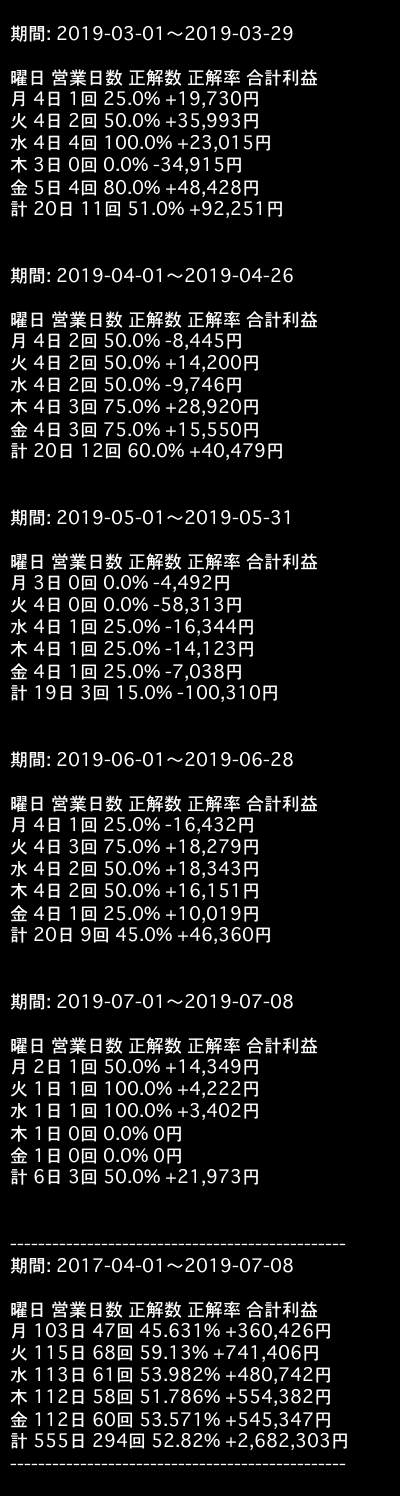 期間: 2019-03-01〜2019-03-29
曜日 営業日数 正解数 正解率 合計利益
月 4日 1回 25.0% +19,730円
火 4日 2回 50.0% +35,993円
水 4日 4回 100.0% +23,015円
木 3日 0回 0.0% -34,915円
金 5日 4回 80.0% +48,428円
計 20日 11回 51.0% +92,251円
期間: 2019-04-01〜2019-04-26
曜日 営業日数 正解数 正解率 合計利益
月 4日 2回 50.0% -8,445円
火 4日 2回 50.0% +14,200円
水 4日 2回 50.0% -9,746円
木 4日 3回 75.0% +28,920円
金 4日 3回 75.0% +15,550円
計 20日 12回 60.0% +40,479円
期間: 2019-05-01〜2019-05-31
曜日 営業日数 正解数 正解率 合計利益
月 3日 0回 0.0% -4,492円
火 4日 0回 0.0% -58,313円
水 4日 1回 25.0% -16,344円
木 4日 1回 25.0% -14,123円
金 4日 1回 25.0% -7,038円
計 19日 3回 15.0% -100,310円
期間: 2019-06-01〜2019-06-28
曜日 営業日数 正解数 正解率 合計利益
月 4日 1回 25.0% -16,432円
火 4日 3回 75.0% +18,279円
水 4日 2回 50.0% +18,343円
木 4日 2回 50.0% +16,151円
金 4日 1回 25.0% +10,019円
計 20日 9回 45.0% +46,360円
期間: 2019-07-01〜2019-07-08
曜日 営業日数 正解数 正解率 合計利益
月 2日 1回 50.0% +14,349円
火 1日 1回 100.0% +4,222円
水 1日 1回 100.0% +3,402円
木 1日 0回 0.0% 0円
金 1日 0回 0.0% 0円
計 6日 3回 50.0% +21,973円
------------------------------------------------
期間: 2017-04-01〜2019-07-08
曜日 営業日数 正解数 正解率 合計利益
月 103日 47回 45.631% +360,426円
火 115日 68回 59.13% +741,406円
水 113日 61回 53.982% +480,742円
木 112日 58回 51.786% +554,382円
金 112日 60回 53.571% +545,347円
計 555日 294回 52.82% +2,682,303円
------------------------------------------------